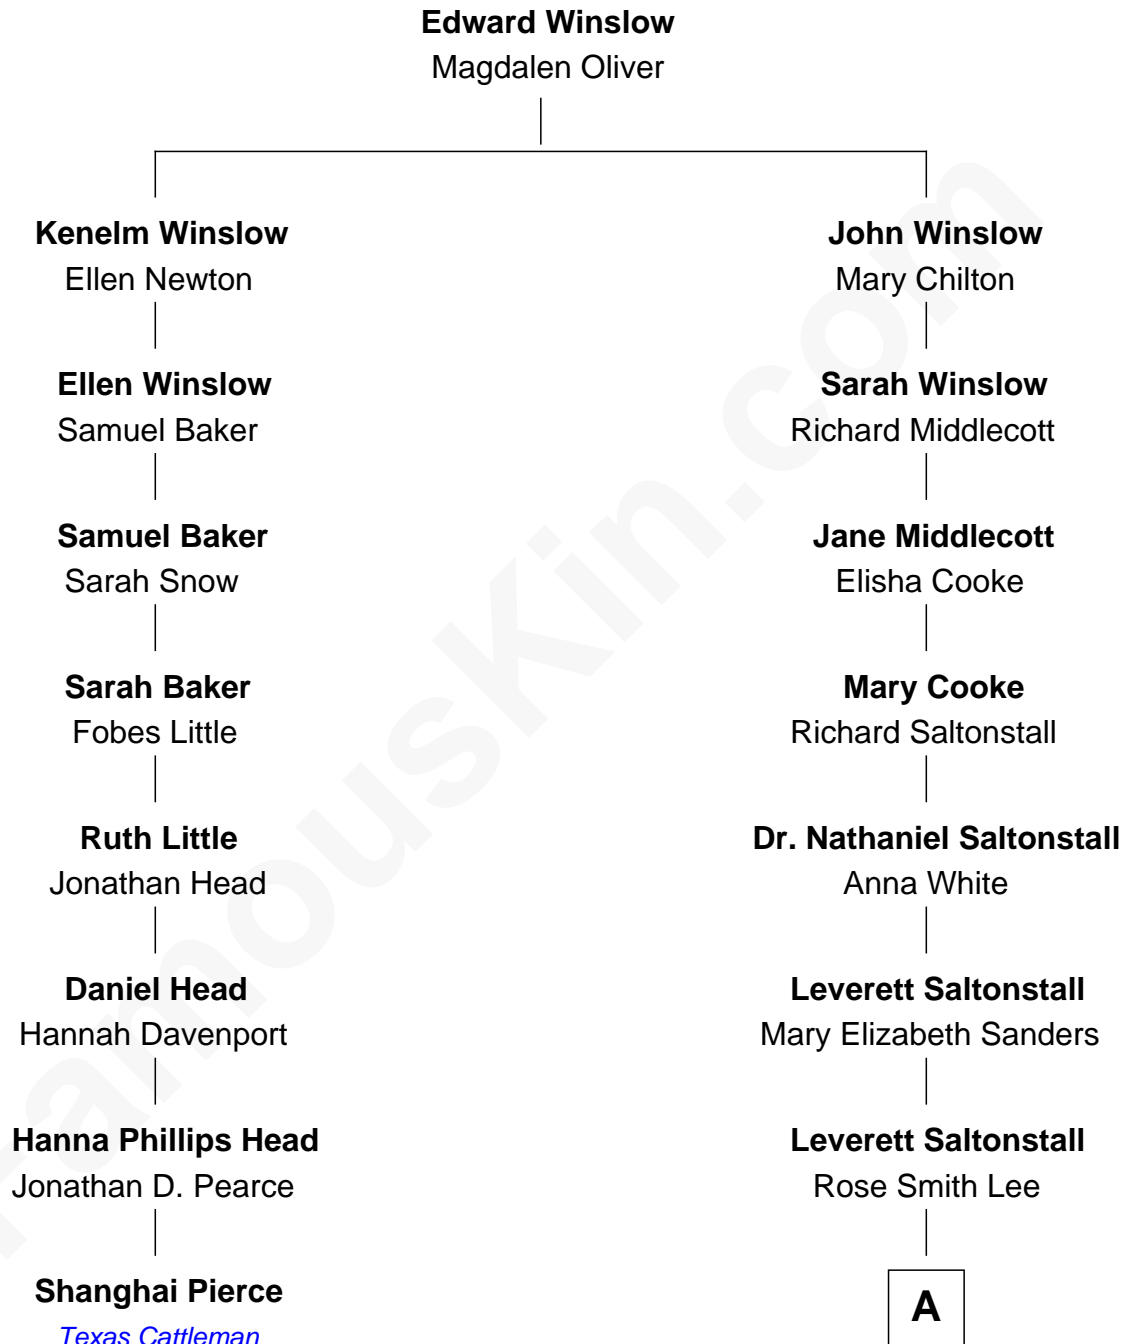 Edward Winslow
Magdalen Oliver
Kenelm Winslow
Ellen Newton
John Winslow
Mary Chilton
Ellen Winslow
Samuel Baker
Sarah Winslow
Richard Middlecott
Samuel Baker
Sarah Snow
Jane Middlecott
Elisha Cooke
Sarah Baker
Fobes Little
Mary Cooke
Richard Saltonstall
Ruth Little
Jonathan Head
Dr. Nathaniel Saltonstall
Anna White
Daniel Head
Hannah Davenport
Leverett Saltonstall
Mary Elizabeth Sanders
Hanna Phillips Head
Jonathan D. Pearce
Leverett Saltonstall
Rose Smith Lee
Shanghai Pierce
Texas Cattleman
A
FamousKin.com